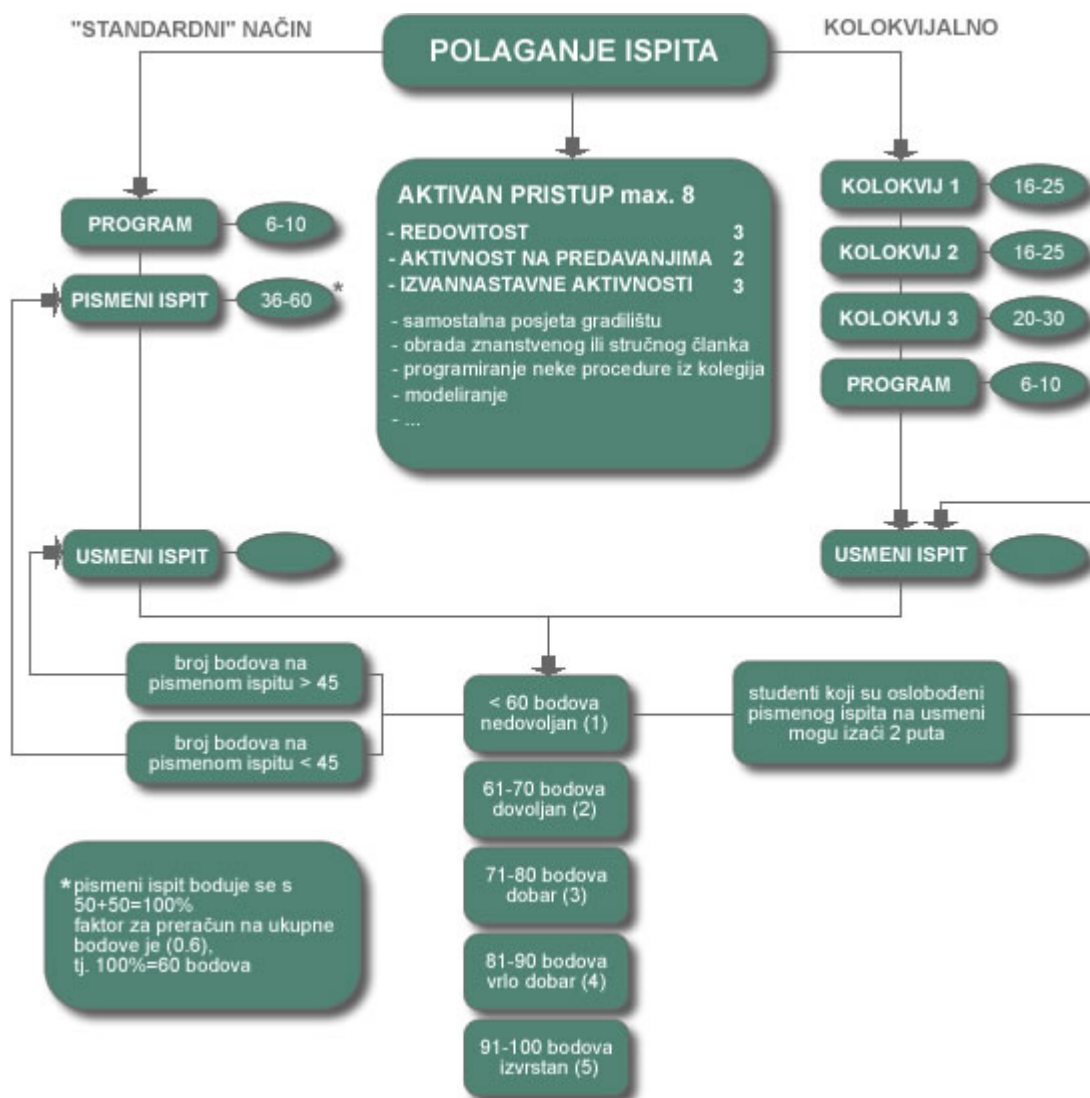 "STANDARDNI" NAČIN
POLAGANJE ISPITA
KOLOKVIJALNO
PROGRAM
6-10
PISMENI ISPIT
36-60
*
USMENI ISPIT
AKTIVAN PRISTUP max. 8
- REDOVITOST 3
- AKTIVNOST NA PREDAVANJIMA 2
- IZVANNASTAVNE AKTIVNOSTI 3
- samostalna posjeta gradilištu
- obrada znanstvenog ili stručnog članka
- programiranje neke procedure iz kolegija
- modeliranje
- ...
KOLOKVIJ 1
16-25
KOLOKVIJ 2
16-25
KOLOKVIJ 3
20-30
PROGRAM
6-10
USMENI ISPIT
broj bodova na
pismenom ispitu > 45
broj bodova na
pismenom ispitu < 45
< 60 bodova
nedovoljan (1)
studenti koji su oslobođeni
pismenog ispita na usmeni
mogu izaći 2 puta
61-70 bodova
dovoljan (2)
71-80 bodova
dobar (3)
81-90 bodova
vrlo dobar (4)
91-100 bodova
izvrstan (5)
*pismeni ispit boduje se s
50+50=100%
faktor za preračun na ukupne
bodove je (0.6),
tj. 100%=60 bodova